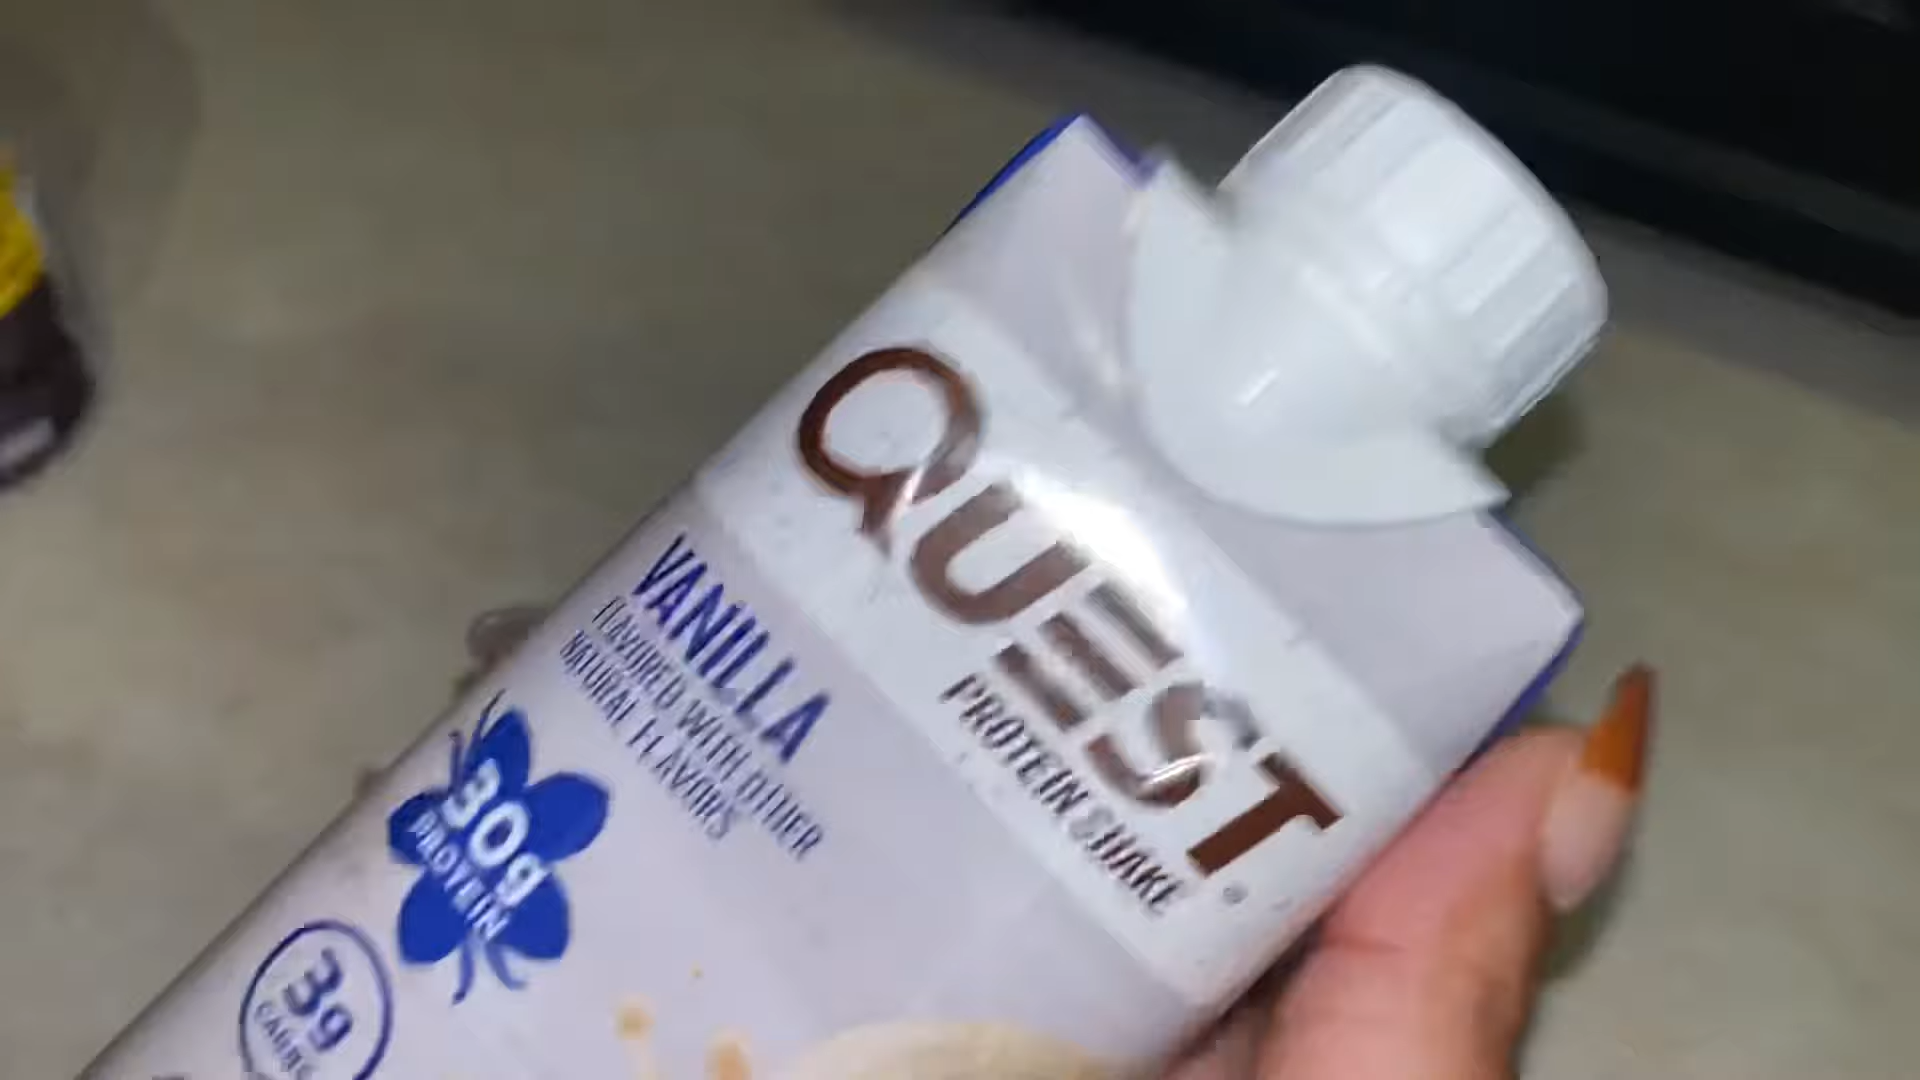 QUEST®
PROTEIN SHAKE
VANILLA
FLAVORED WITH OTHER
NATURAL FLAVORS
30g
PROTEIN
3g
CARBS